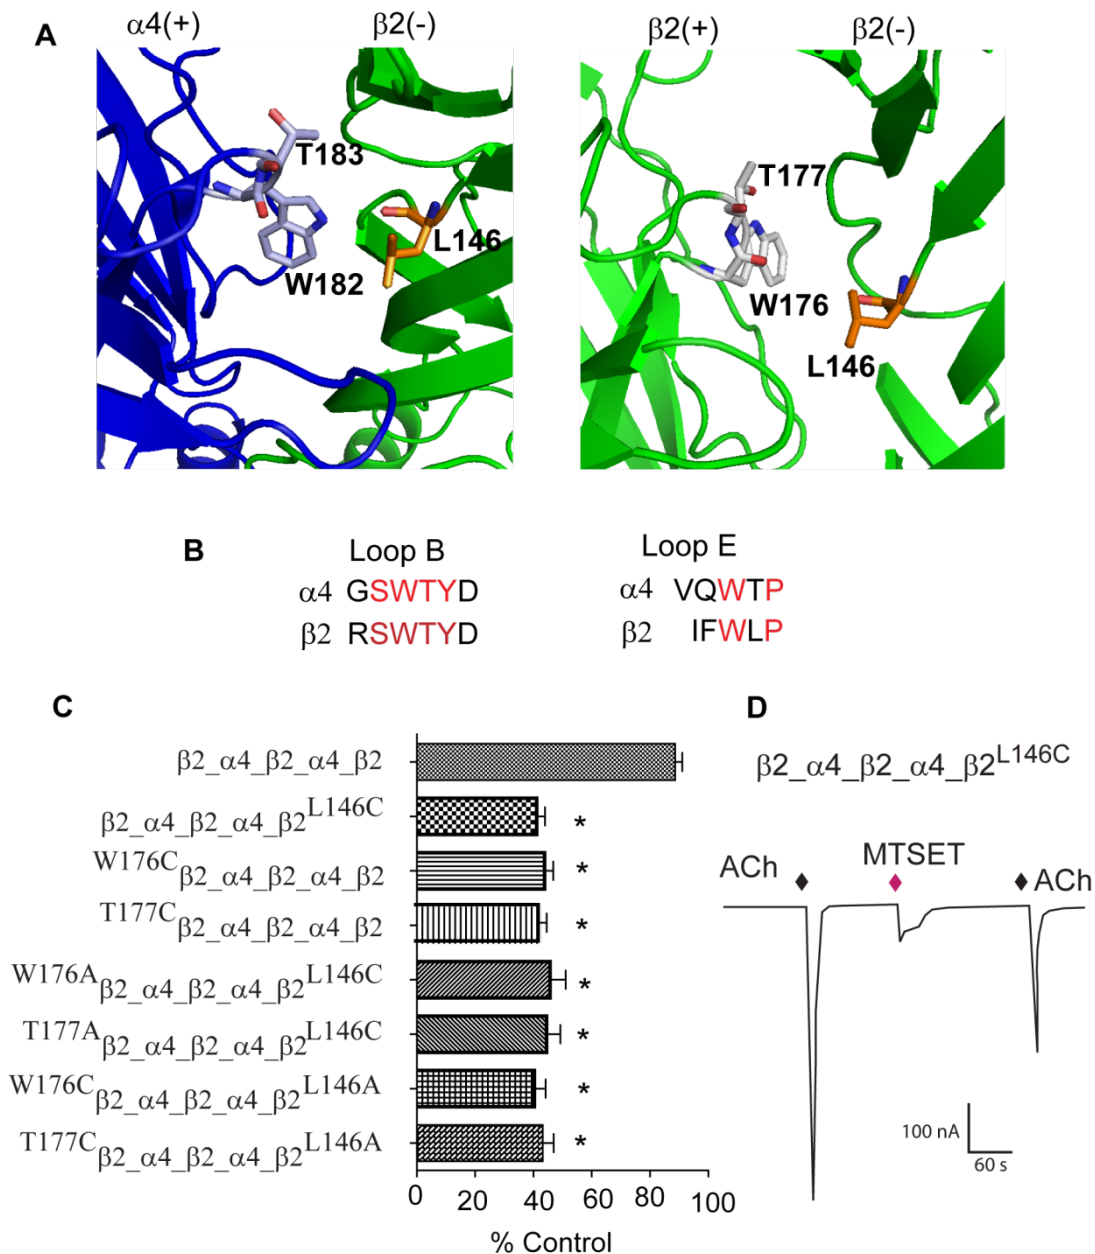 A
α4(+)
β2(-)
β2(+)
β2(-)
T183
L146
W182
T177
W176
L146
B
Loop B
α4 GSWTYD
β2 RSWTYD
Loop E
α4 VQWTP
β2 IFWLP
C
β2_α4_β2_α4_β2
β2_α4_β2_α4_β2L146C
*
W176Cβ2_α4_β2_α4_β2
*
T177Cβ2_α4_β2_α4_β2
*
W176Aβ2_α4_β2_α4_β2L146C
*
T177Aβ2_α4_β2_α4_β2L146C
*
W176Cβ2_α4_β2_α4_β2L146A
*
T177Cβ2_α4_β2_α4_β2L146A
*
0 20 40 60 80 100
% Control
D
β2_α4_β2_α4_β2L146C
ACh
MTSET
ACh
100 nA
60 s